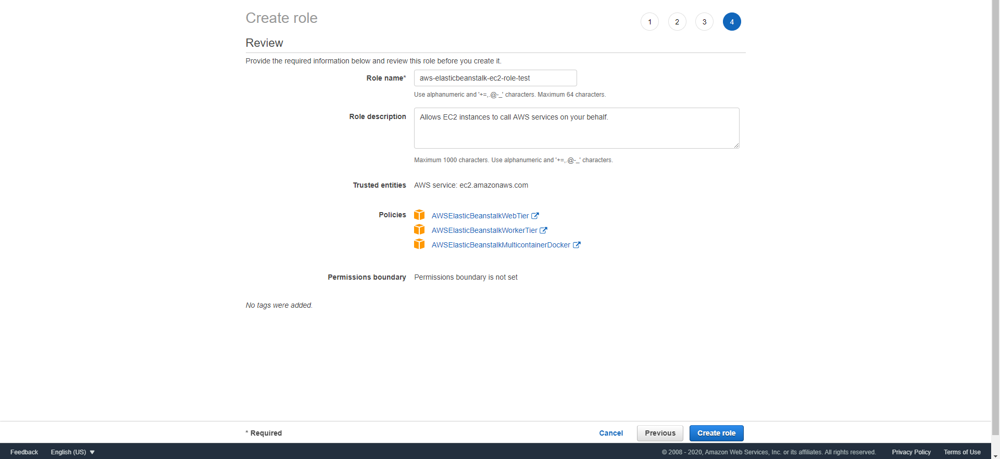 Create role
1 2 3 4
Review
Provide the required information below and review this role before you create it.
Role name* aws-elasticbeanstalk-ec2-role-test
Use alphanumeric and '+=,.@-_' characters. Maximum 64 characters.
Role description Allows EC2 instances to call AWS services on your behalf.
Maximum 1000 characters. Use alphanumeric and '+=,.@-_' characters.
Trusted entities AWS service: ec2.amazonaws.com
Policies AWSElasticBeanstalkWebTier
AWSElasticBeanstalkWorkerTier
AWSElasticBeanstalkMulticontainerDocker
Permissions boundary Permissions boundary is not set
No tags were added.
* Required Cancel Previous Create role
Feedback English (US) © 2008 - 2020, Amazon Web Services, Inc. or its affiliates. All rights reserved. Privacy Policy Terms of Use